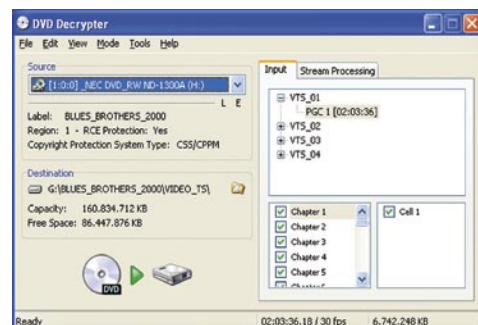 DVD Decrypter
File Edit View Mode Tools Help
Source
[1:0:0] _NEC DVD_RW ND-1300A (H:)
L E
Label: BLUES_BROTHERS_2000
Region: 1 - RCE Protection: Yes
Copyright Protection System Type: CSS/CPPM
Destination
G:\BLUES_BROTHERS_2000\VIDEO_TS\
Capacity: 160.834.712 KB
Free Space: 86.447.876 KB
DVD
Input Stream Processing
VTS_01
PGC 1 [02:03:36]
VTS_02
VTS_03
VTS_04
Chapter 1
Chapter 2
Chapter 3
Chapter 4
Chapter 5
Cell 1
Ready
02:03:36.18 / 30 fps
6.742.248 KB